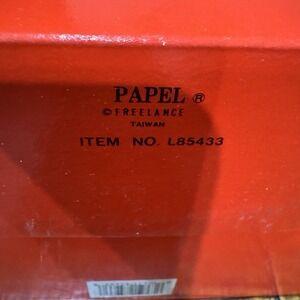 PAPEL ®
© FREELANCE
TAIWAN
ITEM NO. L85433